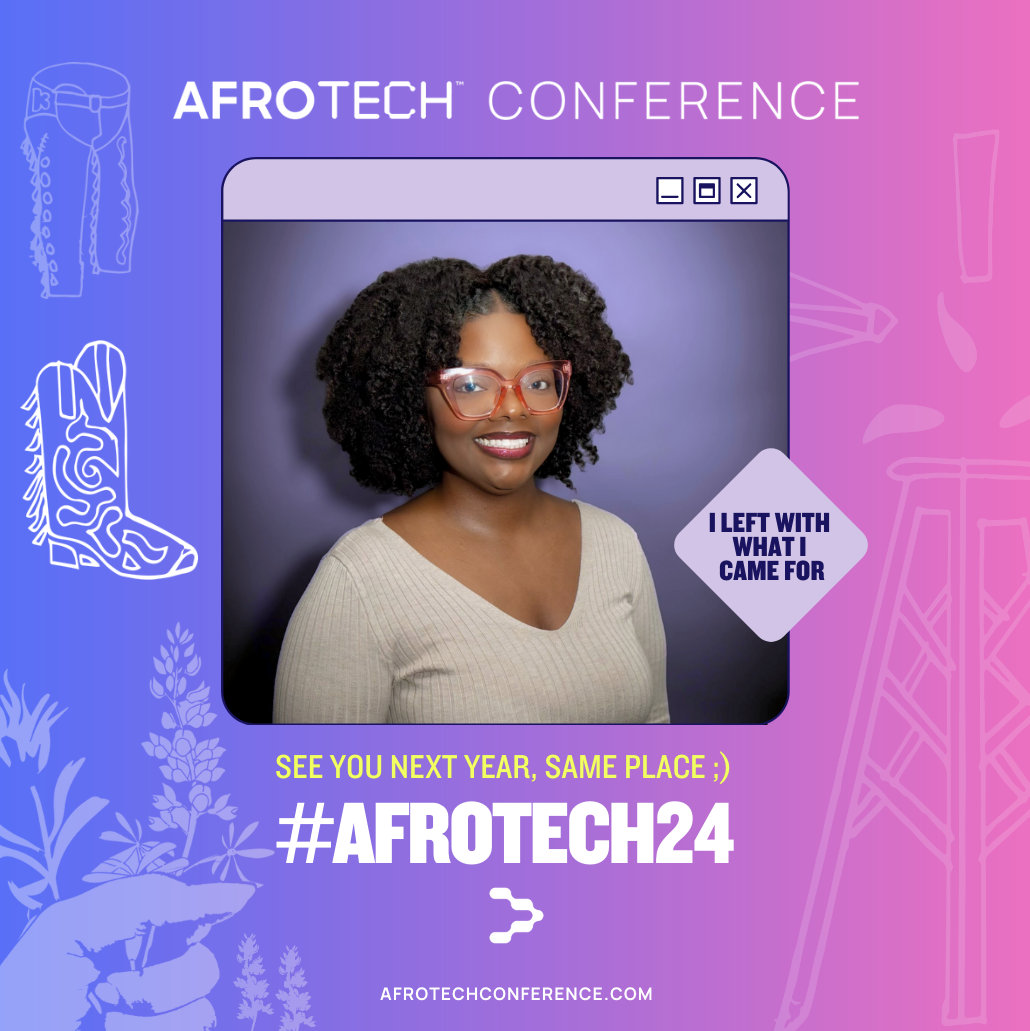 AFROTECH™ CONFERENCE
I LEFT WITH
WHAT I
CAME FOR
SEE YOU NEXT YEAR, SAME PLACE ;)
#AFROTECH24
AFROTECHCONFERENCE.COM